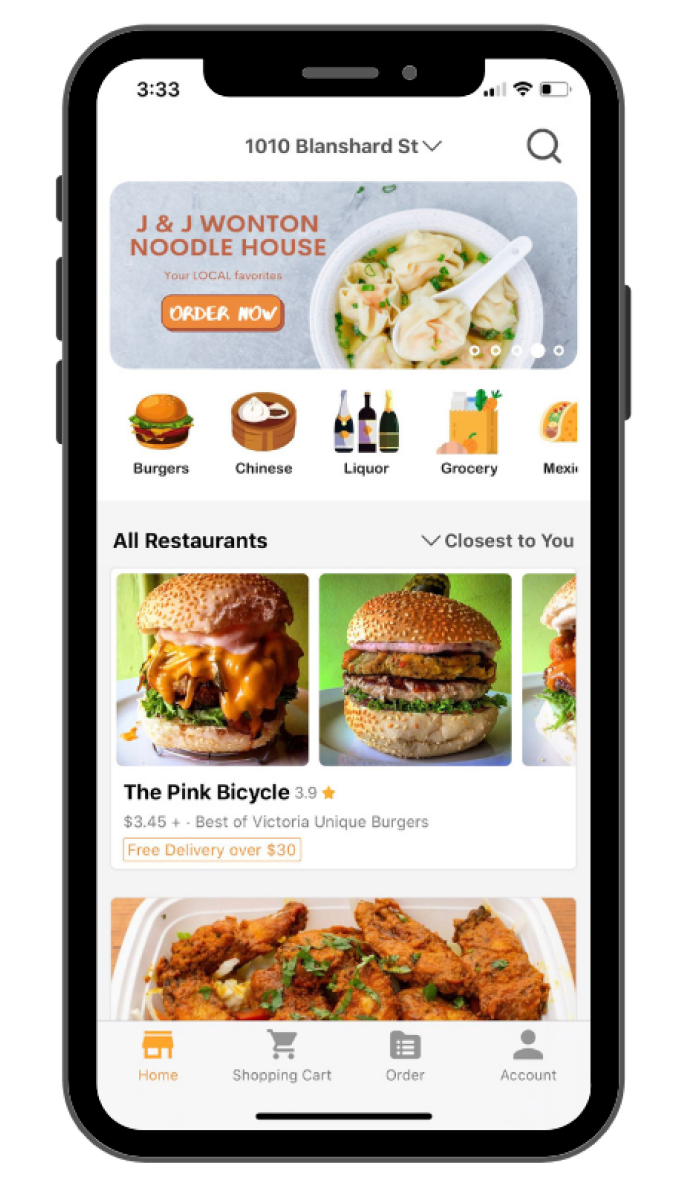 3:33
1010 Blanshard St
J & J WONTON
NOODLE HOUSE
Your LOCAL favorites
ORDER NOW
Burgers
Chinese
Liquor
Grocery
Mexi
All Restaurants
Closest to You
The Pink Bicycle 3.9
$3.45 + · Best of Victoria Unique Burgers
Free Delivery over $30
Home
Shopping Cart
Order
Account